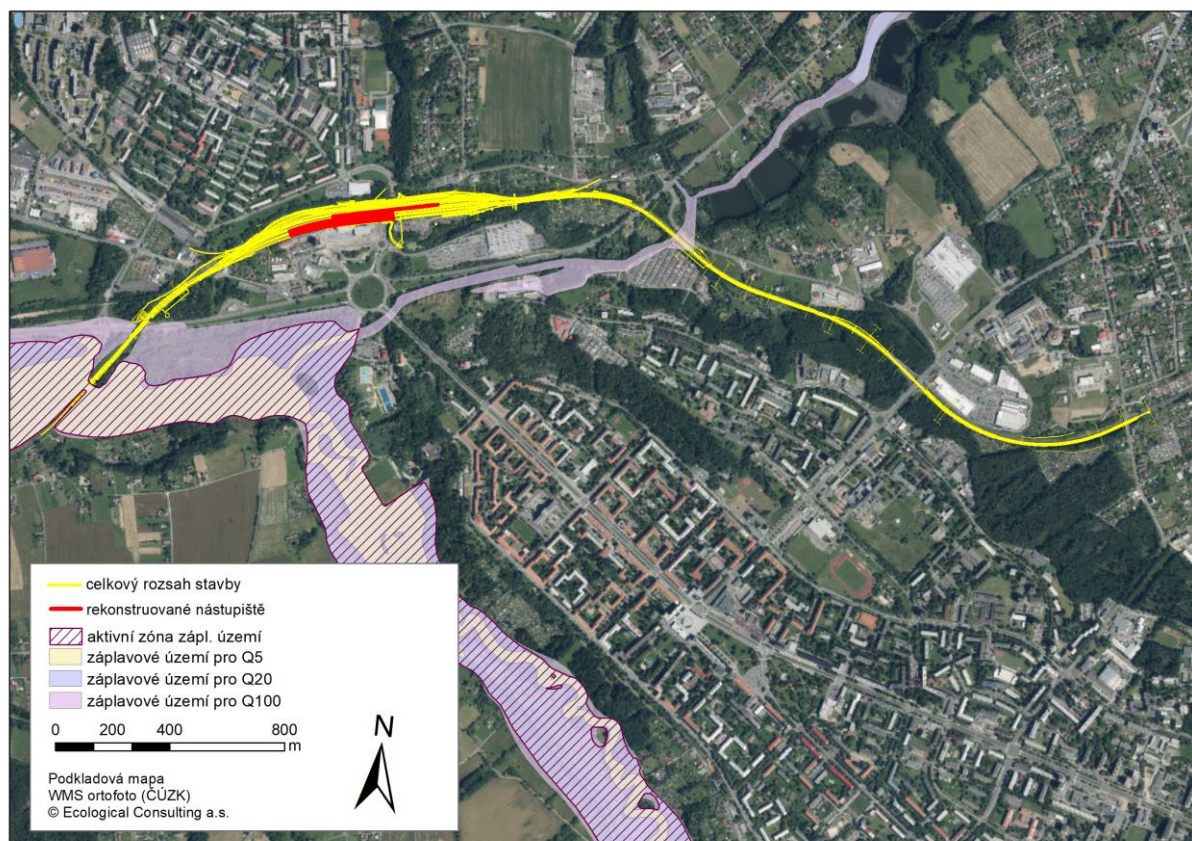 celkový rozsah stavby
rekonstruované nástupiště
aktivní zóna zápl. území
záplavové území pro Q5
záplavové území pro Q20
záplavové území pro Q100
0 200 400 800
m
N
Podkladová mapa
WMS ortofoto (ČÚZK)
© Ecological Consulting a.s.